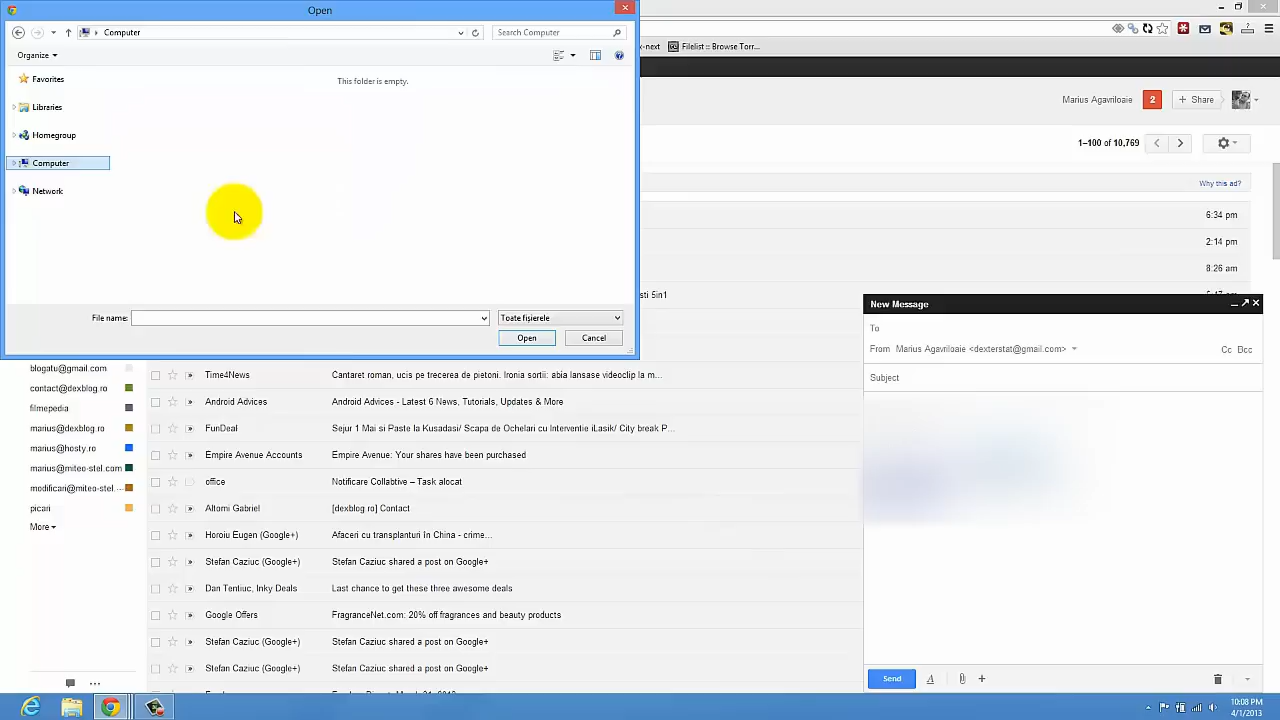 Open
Computer
Search Computer
Organize
Favorites
Libraries
Homegroup
Computer
Network
This folder is empty.
File name:
Toate fișierele
Open
Cancel
-next
Filelist :: Browse Torr...
Marius Agavriloaie
2
+ Share
1–100 of 10,769
Why this ad?
6:34 pm
2:14 pm
8:26 am
sti 5in1
blogatu@gmail.com
contact@dexblog.ro
filmepedia
marius@dexblog.ro
marius@hosty.ro
marius@miteo-stel.com
modificari@miteo-stel....
picari
More
Time4News Cantaret roman, ucis pe trecerea de pietoni. Ironia sortii: abia lansase videoclip la m...
Android Advices Android Advices - Latest 6 News, Tutorials, Updates & More
FunDeal Sejur 1 Mai si Paste la Kusadasi/ Scapa de Ochelari cu Interventie iLasik/ City break P...
Empire Avenue Accounts Empire Avenue: Your shares have been purchased
office Notificare Collabtive – Task alocat
Altomi Gabriel [dexblog.ro] Contact
Horoiu Eugen (Google+) Afaceri cu transplanturi în China - crime...
Stefan Caziuc (Google+) Stefan Caziuc shared a post on Google+
Dan Tentiuc, Inky Deals Last chance to get these three awesome deals
Google Offers FragranceNet.com: 20% off fragrances and beauty products
Stefan Caziuc (Google+) Stefan Caziuc shared a post on Google+
Stefan Caziuc (Google+) Stefan Caziuc shared a post on Google+
New Message
To
From Marius Agavriloaie <dexterstat@gmail.com>
Cc Bcc
Subject
Send
10:08 PM
4/1/2013